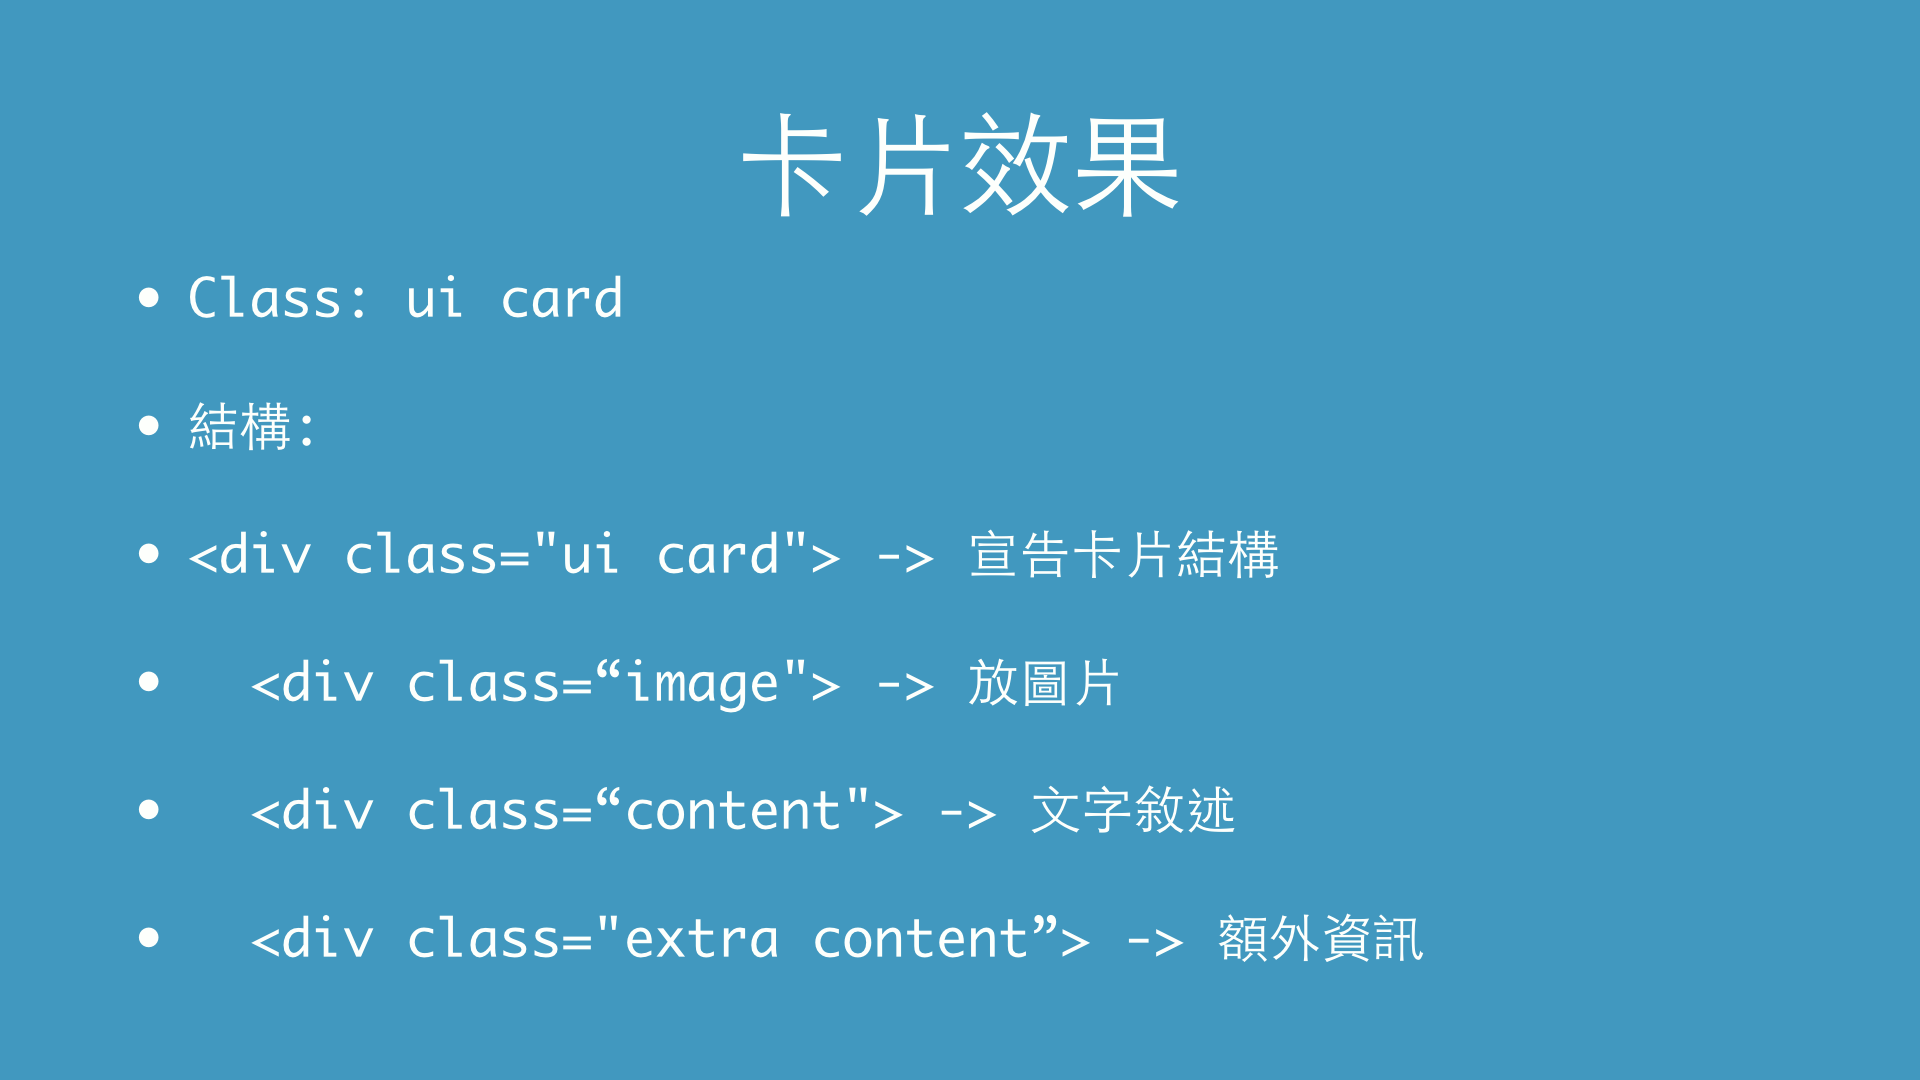 卡片效果
• Class: ui card
• 結構:
• <div class="ui card"> -> 宣告卡片結構
•   <div class=“image"> -> 放圖片
•   <div class=“content"> -> 文字敘述
•   <div class="extra content”> -> 額外資訊